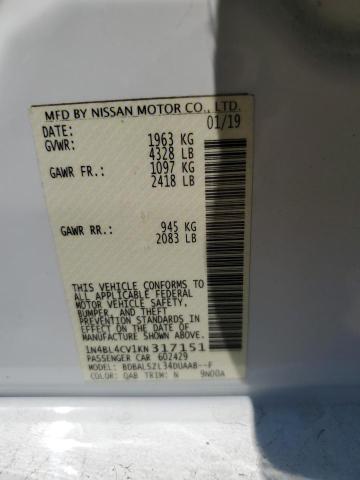 MFD BY NISSAN MOTOR CO., LTD.
DATE: 01/19
GVWR: 1963 KG
4328 LB
GAWR FR.: 1097 KG
2418 LB
GAWR RR.: 945 KG
2083 LB
THIS VEHICLE CONFORMS TO
ALL APPLICABLE FEDERAL
MOTOR VEHICLE SAFETY,
BUMPER, AND THEFT
PREVENTION STANDARDS IN
EFFECT ON THE DATE OF
MANUFACTURE SHOWN ABOVE.
1N4BL4CV1KN317151
PASSENGER CAR 602429
MODEL: BDBALSZL34DUAAB--F
COLOR: QAB TRIM: N 9N00A